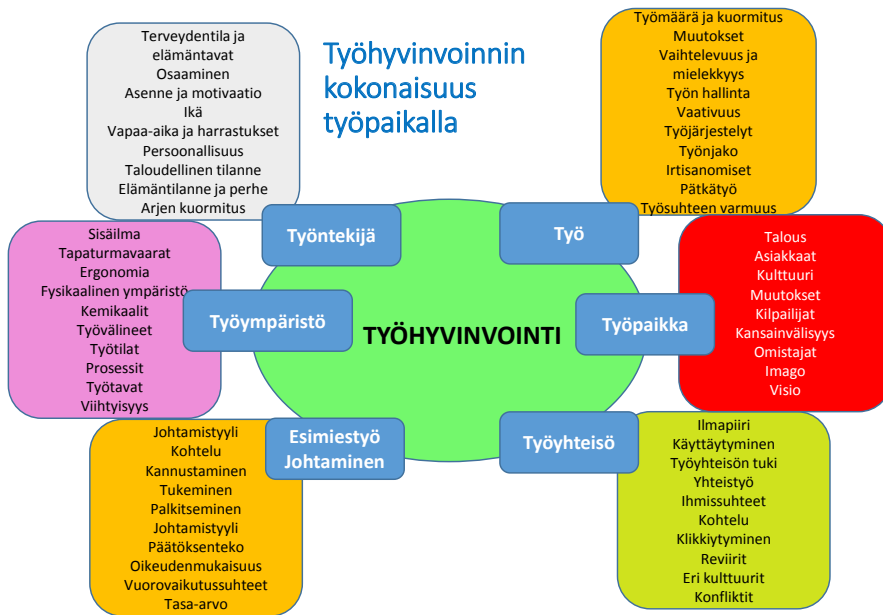 Työhyvinvoinnin
kokonaisuus
työpaikalla
Terveydentila ja
elämäntavat
Osaaminen
Asenne ja motivaatio
Ikä
Vapaa-aika ja harrastukset
Persoonallisuus
Taloudellinen tilanne
Elämäntilanne ja perhe
Arjen kuormitus
Työntekijä
Työmäärä ja kuormitus
Muutokset
Vaihtelevuus ja
mielekkyys
Työn hallinta
Vaativuus
Työjärjestelyt
Työnjako
Irtisanomiset
Pätkätyö
Työsuhteen varmuus
Työ
Sisäilma
Tapaturmavaarat
Ergonomia
Fysikaalinen ympäristö
Kemikaalit
Työvälineet
Työtilat
Prosessit
Työtavat
Viihtyisyys
Työympäristö
TYÖHYVINVOINTI
Työpaikka
Talous
Asiakkaat
Kulttuuri
Muutokset
Kilpailijat
Kansainvälisyys
Omistajat
Imago
Visio
Johtamistyyli
Kohtelu
Kannustaminen
Tukeminen
Palkitseminen
Johtamistyyli
Päätöksenteko
Oikeudenmukaisuus
Vuorovaikutussuhteet
Tasa-arvo
Esimiestyö
Johtaminen
Työyhteisö
Ilmapiiri
Käyttäytyminen
Työyhteisön tuki
Yhteistyö
Ihmissuhteet
Kohtelu
Klikkiytyminen
Reviirit
Eri kulttuurit
Konfliktit